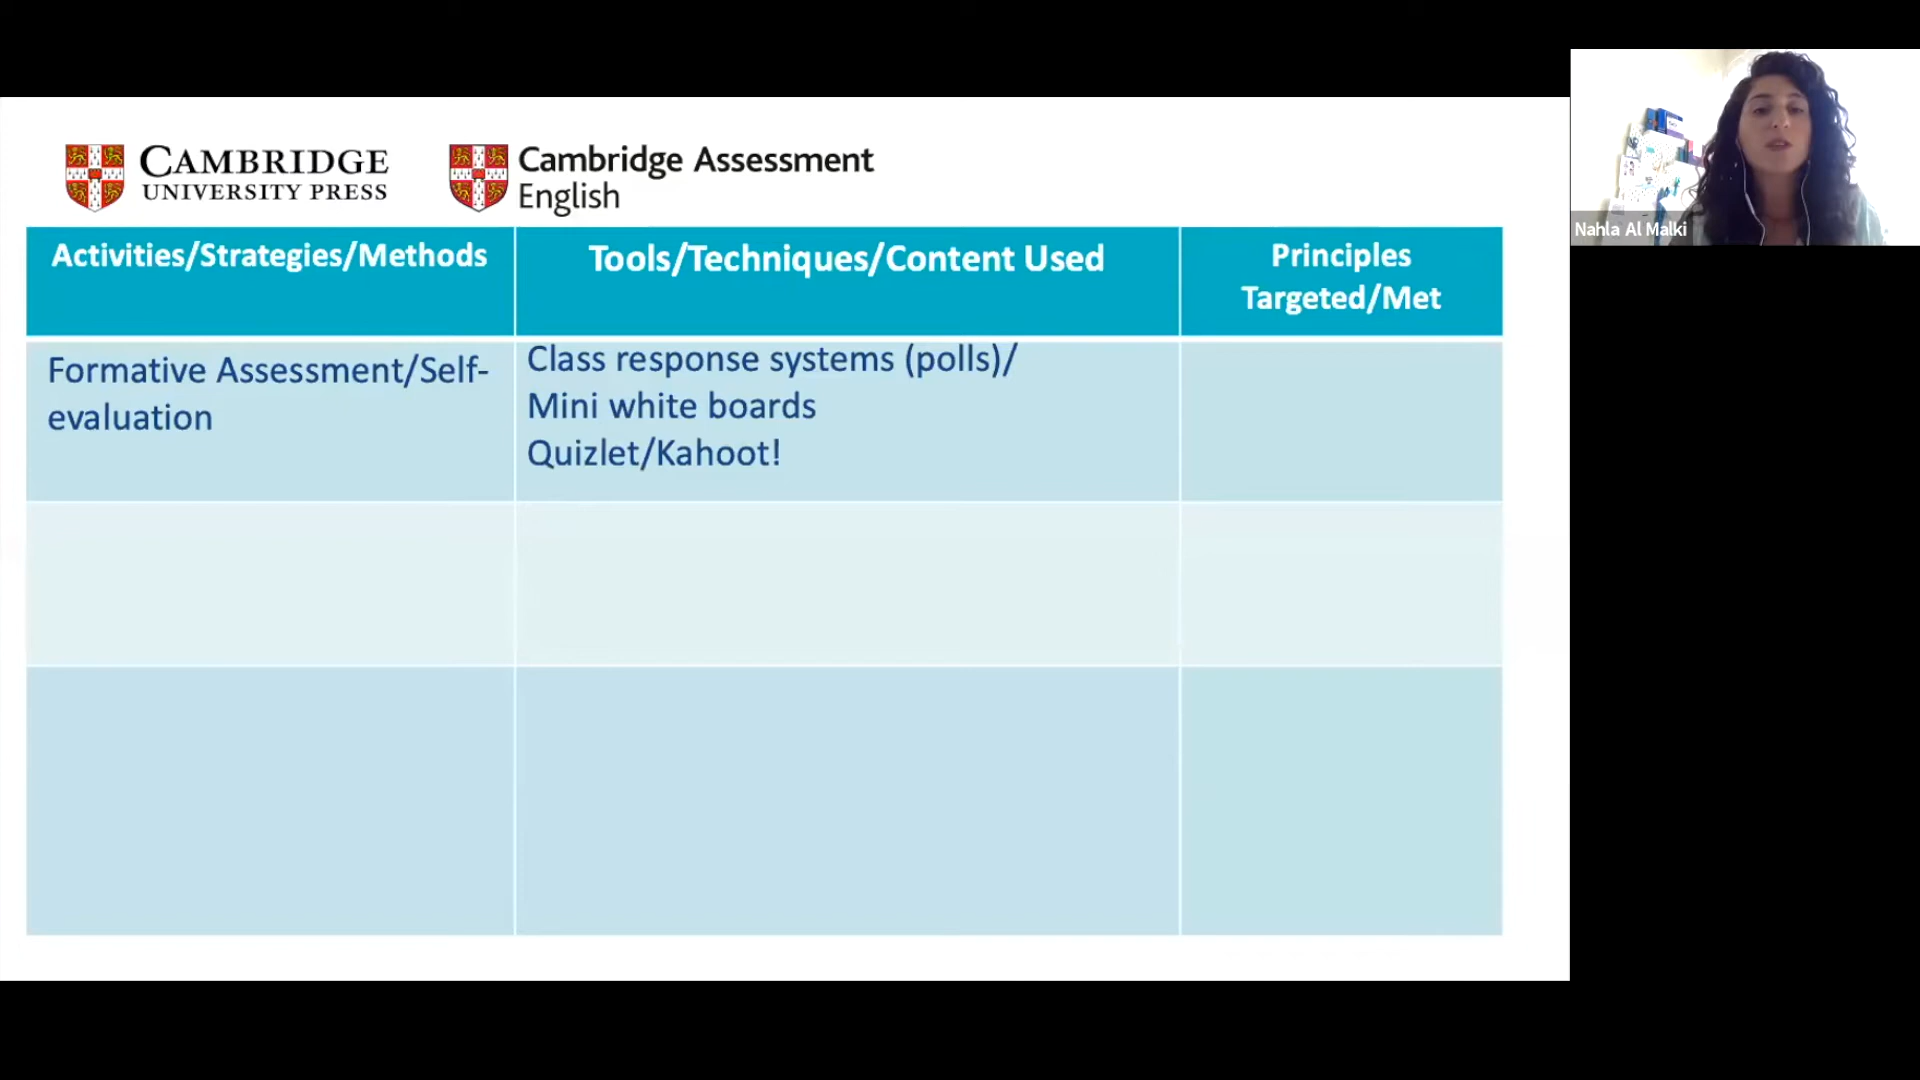 CAMBRIDGE
UNIVERSITY PRESS
Cambridge Assessment
English
Activities/Strategies/Methods
Tools/Techniques/Content Used
Principles
Targeted/Met
Formative Assessment/Self-
evaluation
Class response systems (polls)/
Mini white boards
Quizlet/Kahoot!
Nahla Al Malki